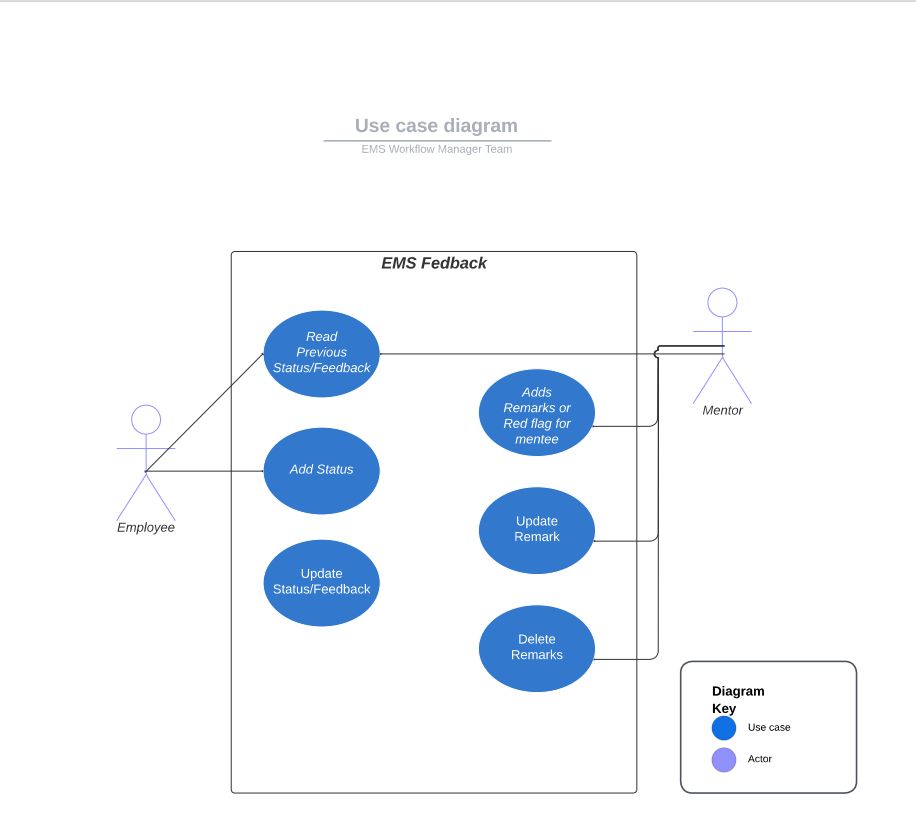 Use case diagram
EMS Workflow Manager Team
EMS Fedback
Read
Previous
Status/Feedback
Adds
Remarks or
Red flag for
mentee
Mentor
Add Status
Employee
Update
Remark
Update
Status/Feedback
Delete
Remarks
Diagram
Key
Use case
Actor